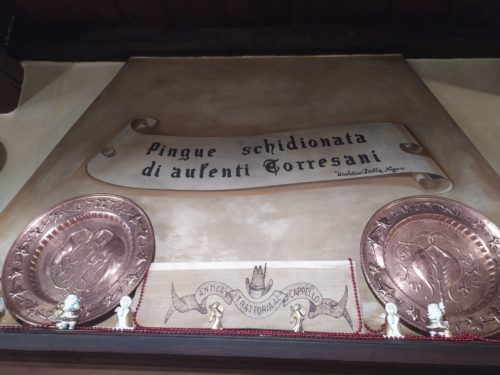 Pingue schidionata
di aulenti Torresani
ANTICA TRATTORIA AL CAPPELLO